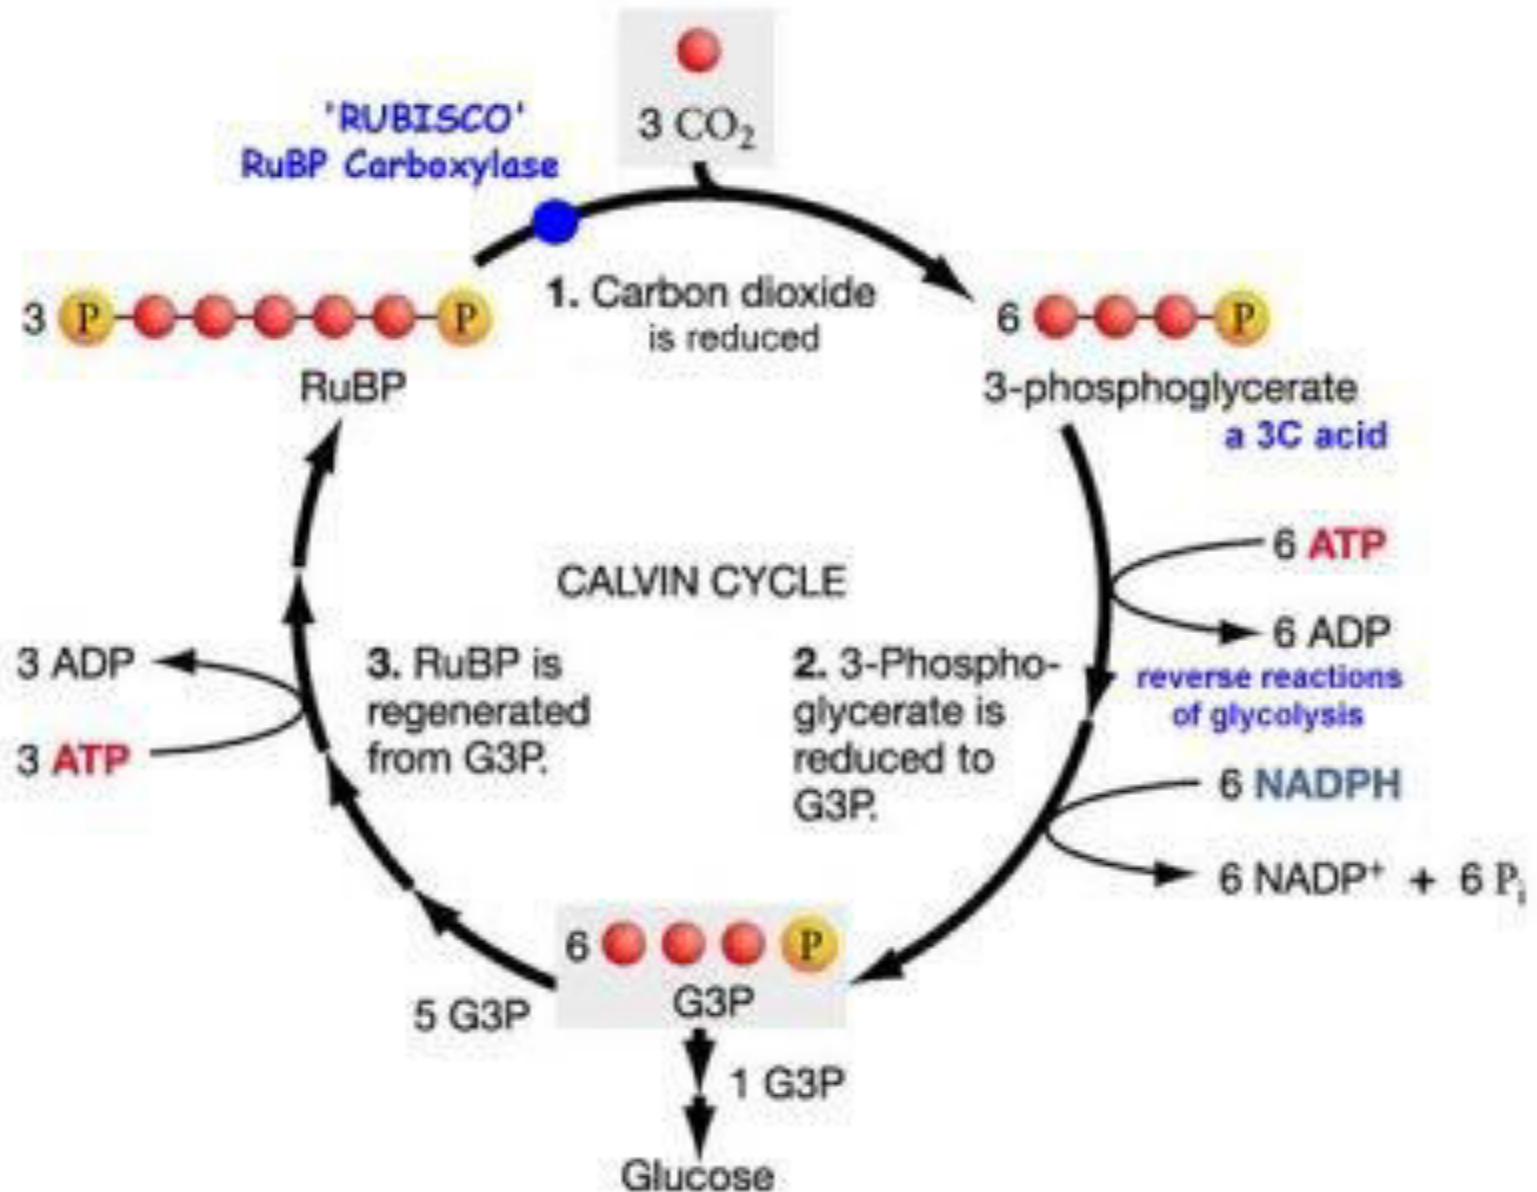 3 CO₂
'RUBISCO'
RuBP Carboxylase
1. Carbon dioxide
is reduced
3 P P
RuBP
6 P
3-phosphoglycerate
a 3C acid
6 ATP
6 ADP
reverse reactions
of glycolysis
6 NADPH
6 NADP⁺ + 6 Pᵢ
CALVIN CYCLE
2. 3-Phospho-
glycerate is
reduced to
G3P.
3. RuBP is
regenerated
from G3P.
3 ADP
3 ATP
6 P
G3P
5 G3P
1 G3P
Glucose